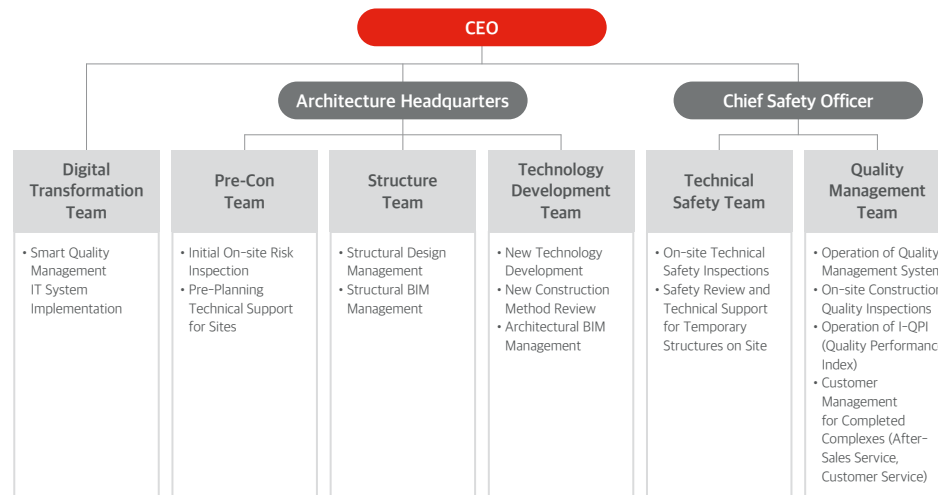 CEO
Architecture Headquarters
Chief Safety Officer
Digital
Transformation
Team
Pre-Con
Team
Structure
Team
Technology
Development
Team
Technical
Safety Team
Quality
Management
Team
• Smart Quality
Management
IT System
Implementation
• Initial On-site Risk
Inspection
• Pre-Planning
Technical Support
for Sites
• Structural Design
Management
• Structural BIM
Management
• New Technology
Development
• New Construction
Method Review
• Architectural BIM
Management
• On-site Technical
Safety Inspections
• Safety Review and
Technical Support
for Temporary
Structures on Site
• Operation of Quality
Management System
• On-site Construction
Quality Inspections
• Operation of I-QPI
(Quality Performance
Index)
• Customer
Management
for Completed
Complexes (After-
Sales Service,
Customer Service)